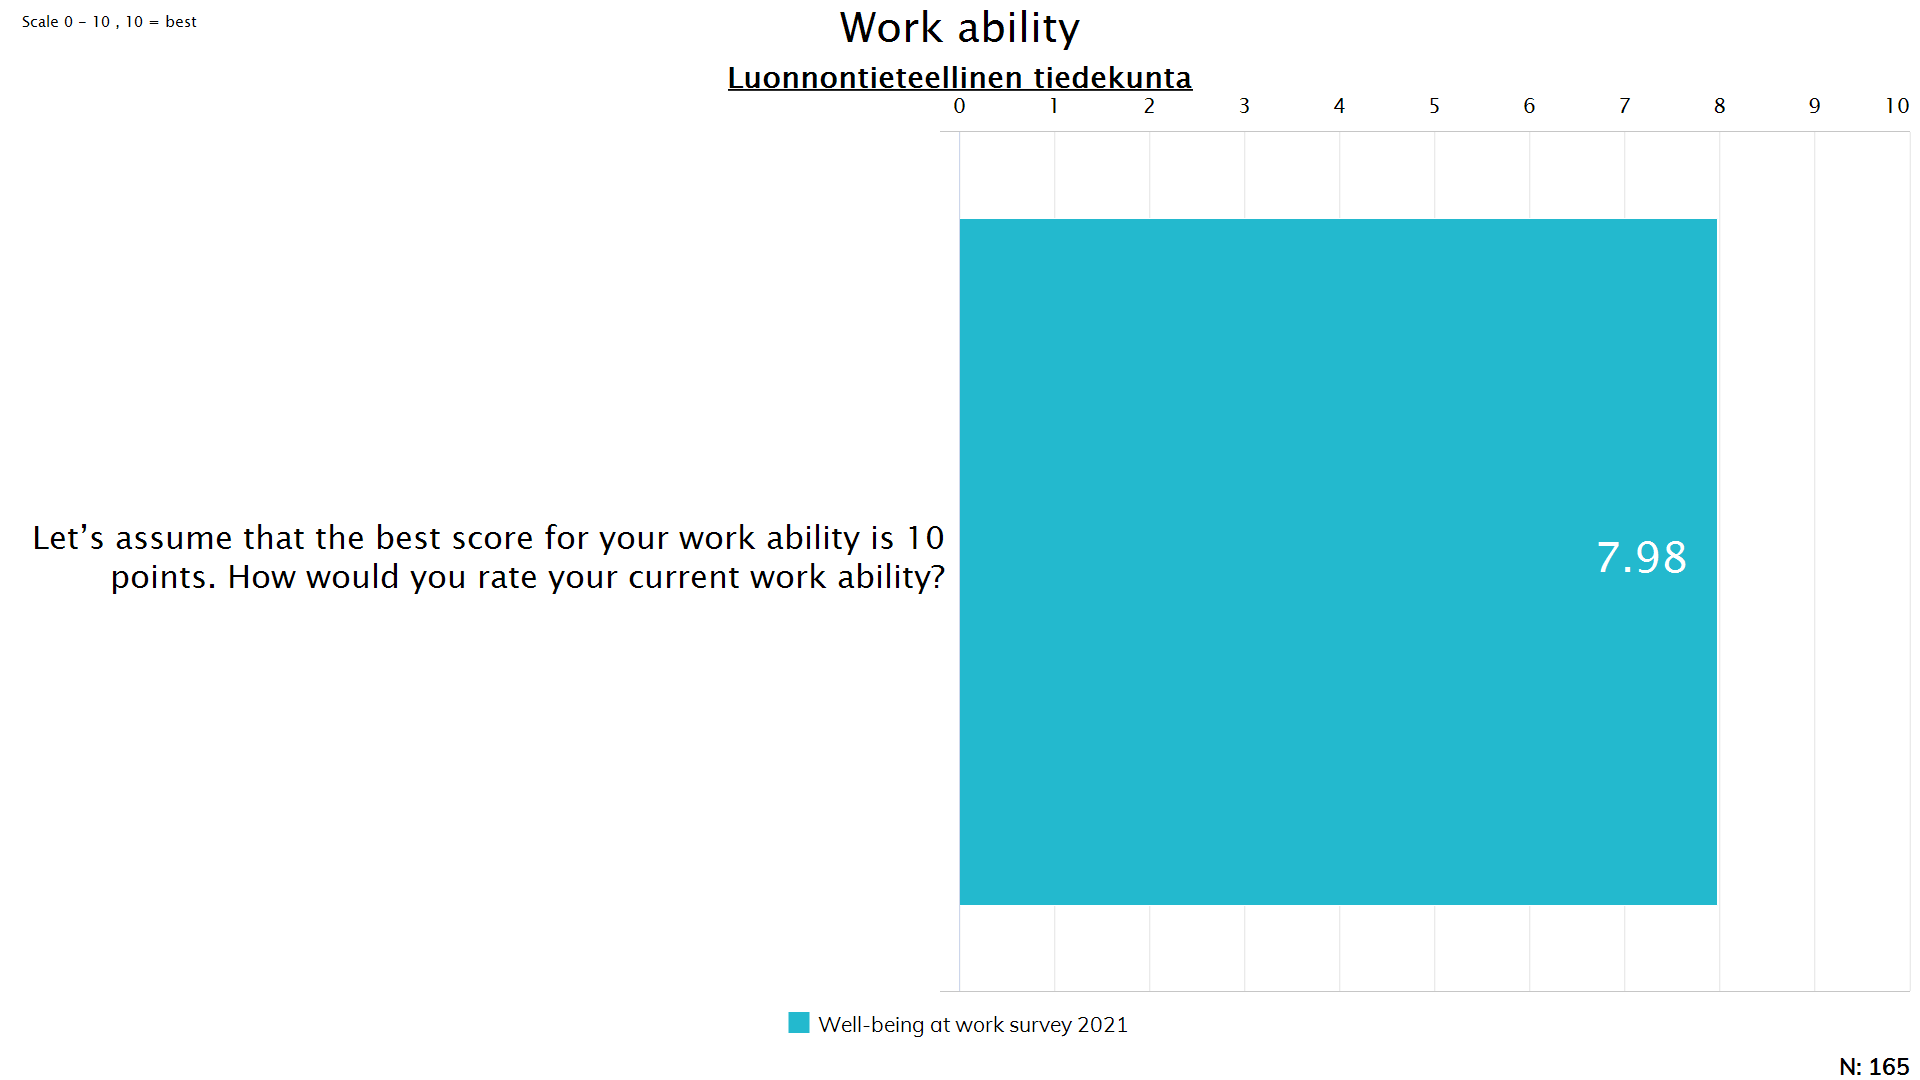 Scale 0 - 10 , 10 = best
Work ability
Luonnontieteellinen tiedekunta
0 1 2 3 4 5 6 7 8 9 10
Let’s assume that the best score for your work ability is 10
points. How would you rate your current work ability?
7.98
Well-being at work survey 2021
N: 165